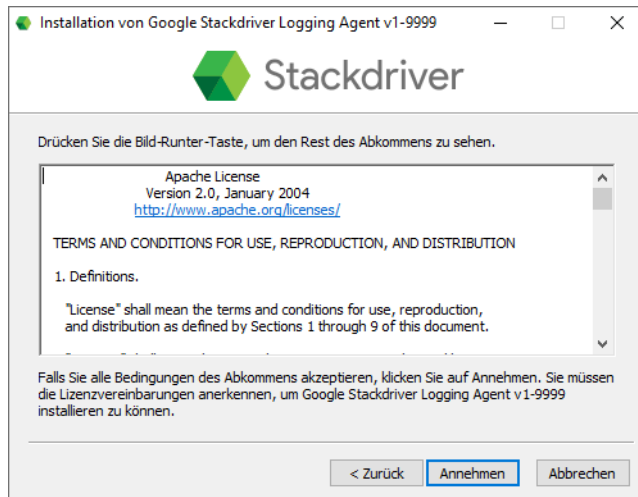 Installation von Google Stackdriver Logging Agent v1-9999
Stackdriver
Drücken Sie die Bild-Runter-Taste, um den Rest des Abkommens zu sehen.
Apache License
Version 2.0, January 2004
http://www.apache.org/licenses/
TERMS AND CONDITIONS FOR USE, REPRODUCTION, AND DISTRIBUTION
1. Definitions.
"License" shall mean the terms and conditions for use, reproduction,
and distribution as defined by Sections 1 through 9 of this document.
Falls Sie alle Bedingungen des Abkommens akzeptieren, klicken Sie auf Annehmen. Sie müssen
die Lizenzvereinbarungen anerkennen, um Google Stackdriver Logging Agent v1-9999
installieren zu können.
< Zurück
Annehmen
Abbrechen